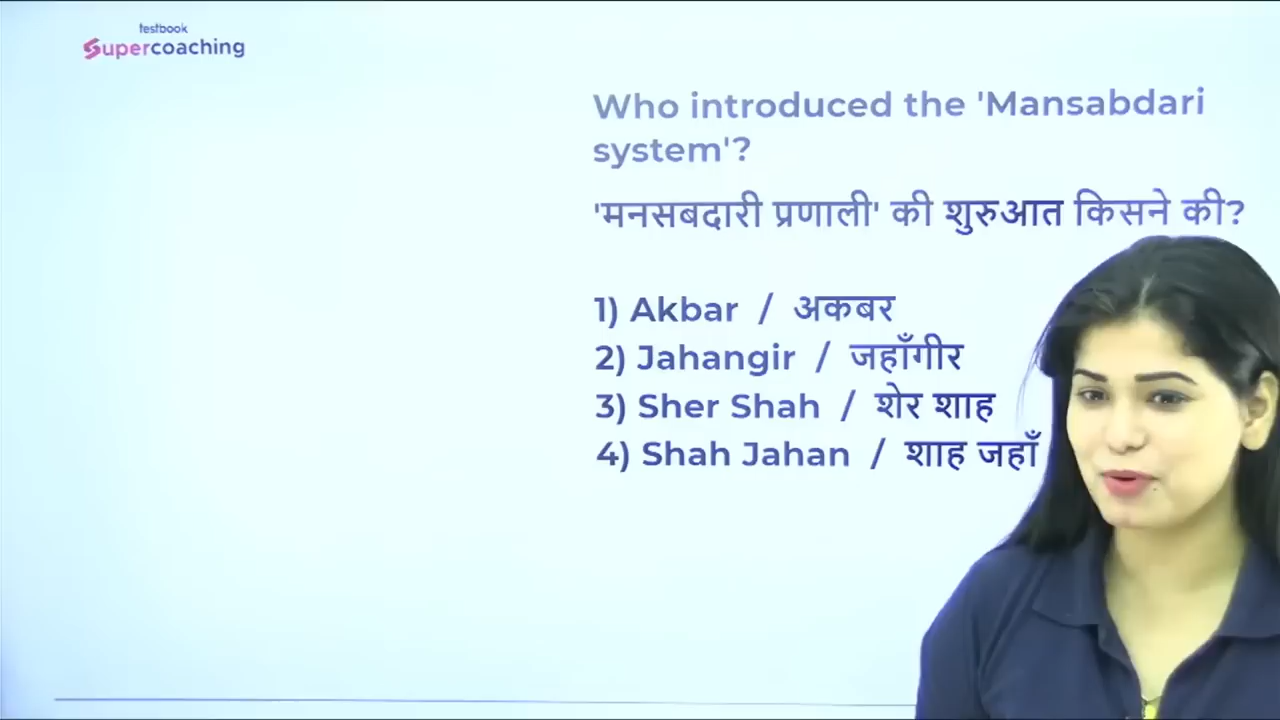 testbook
Supercoaching
Who introduced the 'Mansabdari
system'?
'मनसबदारी प्रणाली' की शुरुआत किसने की?
1) Akbar / अकबर
2) Jahangir / जहाँगीर
3) Sher Shah / शेर शाह
4) Shah Jahan / शाह जहाँ